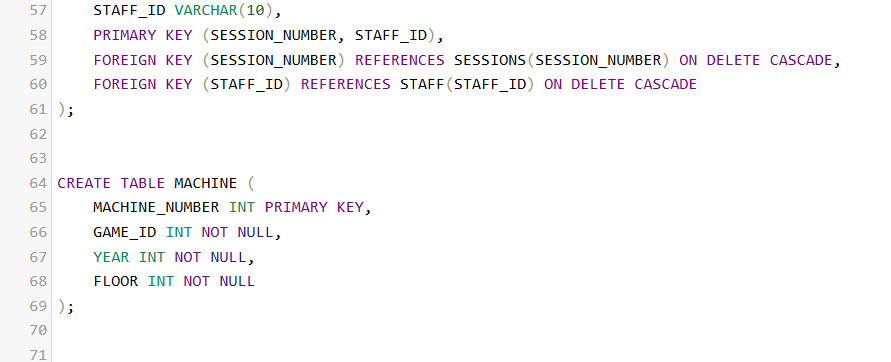 57 STAFF_ID VARCHAR(10),
58 PRIMARY KEY (SESSION_NUMBER, STAFF_ID),
59 FOREIGN KEY (SESSION_NUMBER) REFERENCES SESSIONS(SESSION_NUMBER) ON DELETE CASCADE,
60 FOREIGN KEY (STAFF_ID) REFERENCES STAFF(STAFF_ID) ON DELETE CASCADE
61 );
62
63
64 CREATE TABLE MACHINE (
65 MACHINE_NUMBER INT PRIMARY KEY,
66 GAME_ID INT NOT NULL,
67 YEAR INT NOT NULL,
68 FLOOR INT NOT NULL
69 );
70
71